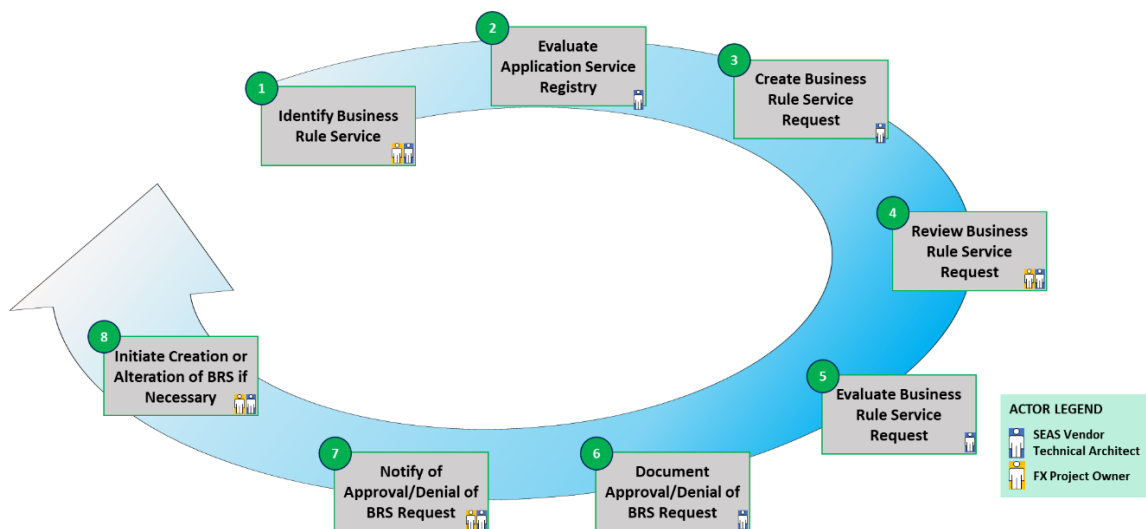 1
Identify Business
Rule Service
2
Evaluate
Application Service
Registry
3
Create Business
Rule Service
Request
4
Review Business
Rule Service
Request
5
Evaluate Business
Rule Service
Request
6
Document
Approval/Denial of
BRS Request
7
Notify of
Approval/Denial of
BRS Request
8
Initiate Creation or
Alteration of BRS if
Necessary
ACTOR LEGEND
SEAS Vendor
Technical Architect
FX Project Owner